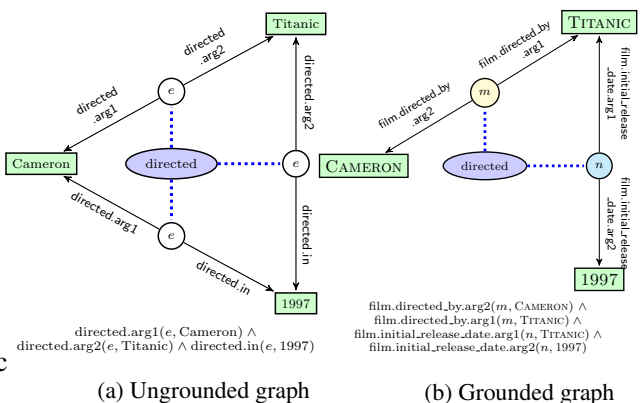 Titanic
directed
.arg2
e
directed
.arg1
directed.arg2
Cameron
directed
e
directed.arg1
e
directed.in
directed.in
1997
directed.arg1(e, Cameron) ∧
directed.arg2(e, Titanic) ∧ directed.in(e, 1997)
c
(a) Ungrounded graph
TITANIC
film.directed_by
.arg1
m
film.directed_by
.arg2
film.initial_release
_date.arg1
CAMERON
directed
n
film.initial_release
_date.arg2
1997
film.directed_by.arg2(m, CAMERON) ∧
film.directed_by.arg1(m, TITANIC) ∧
film.initial_release_date.arg1(n, TITANIC) ∧
film.initial_release_date.arg2(n, 1997)
(b) Grounded graph